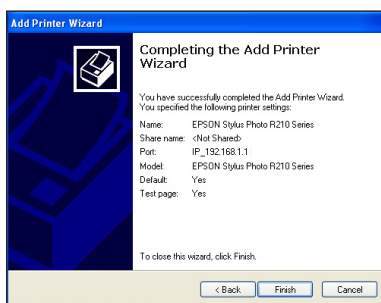 Add Printer Wizard
Completing the Add Printer
Wizard
You have successfully completed the Add Printer Wizard.
You specified the following printer settings:
Name: EPSON Stylus Photo R210 Series
Share name: <Not Shared>
Port: IP_192.168.1.1
Model: EPSON Stylus Photo R210 Series
Default: Yes
Test page: Yes
To close this wizard, click Finish.
< Back Finish Cancel